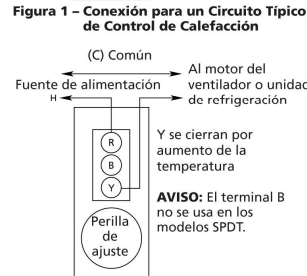 Figura 1 – Conexión para un Circuito Típico
de Control de Calefacción
(C) Común
Fuente de alimentación
H
Al motor del
ventilador o unidad
de refrigeración
R
B
Y
Y se cierran por
aumento de la
temperatura
AVISO: El terminal B
no se usa en los
modelos SPDT.
Perilla
de
ajuste